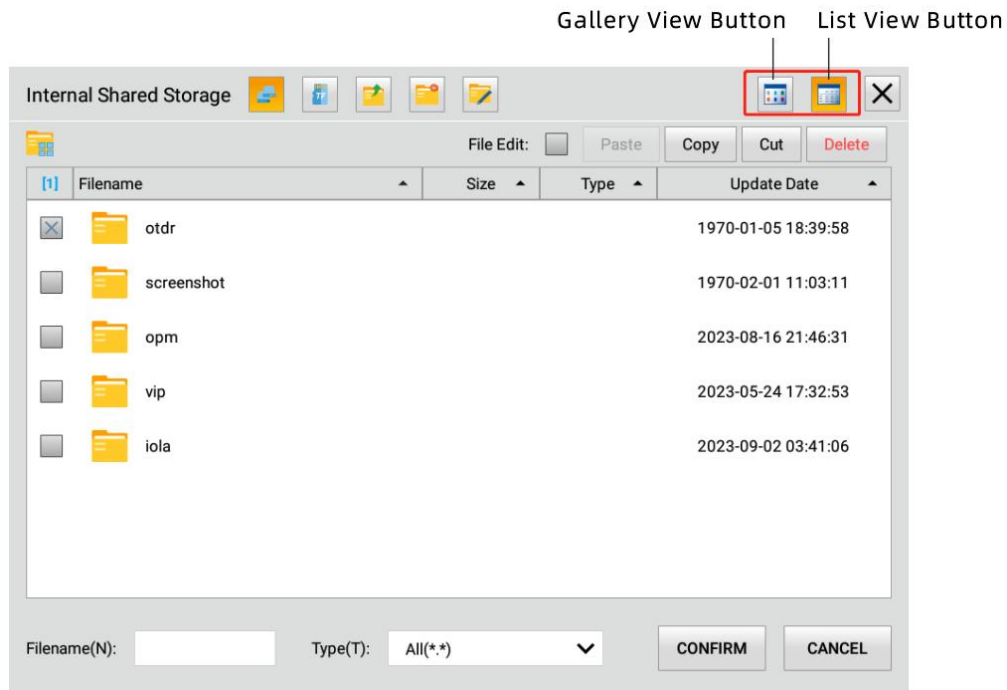 Gallery View Button List View Button
Internal Shared Storage TF
File Edit: Paste Copy Cut Delete
[1] Filename Size Type Update Date
otdr 1970-01-05 18:39:58
screenshot 1970-02-01 11:03:11
opm 2023-08-16 21:46:31
vip 2023-05-24 17:32:53
iola 2023-09-02 03:41:06
Filename(N): Type(T): All(*.*) CONFIRM CANCEL